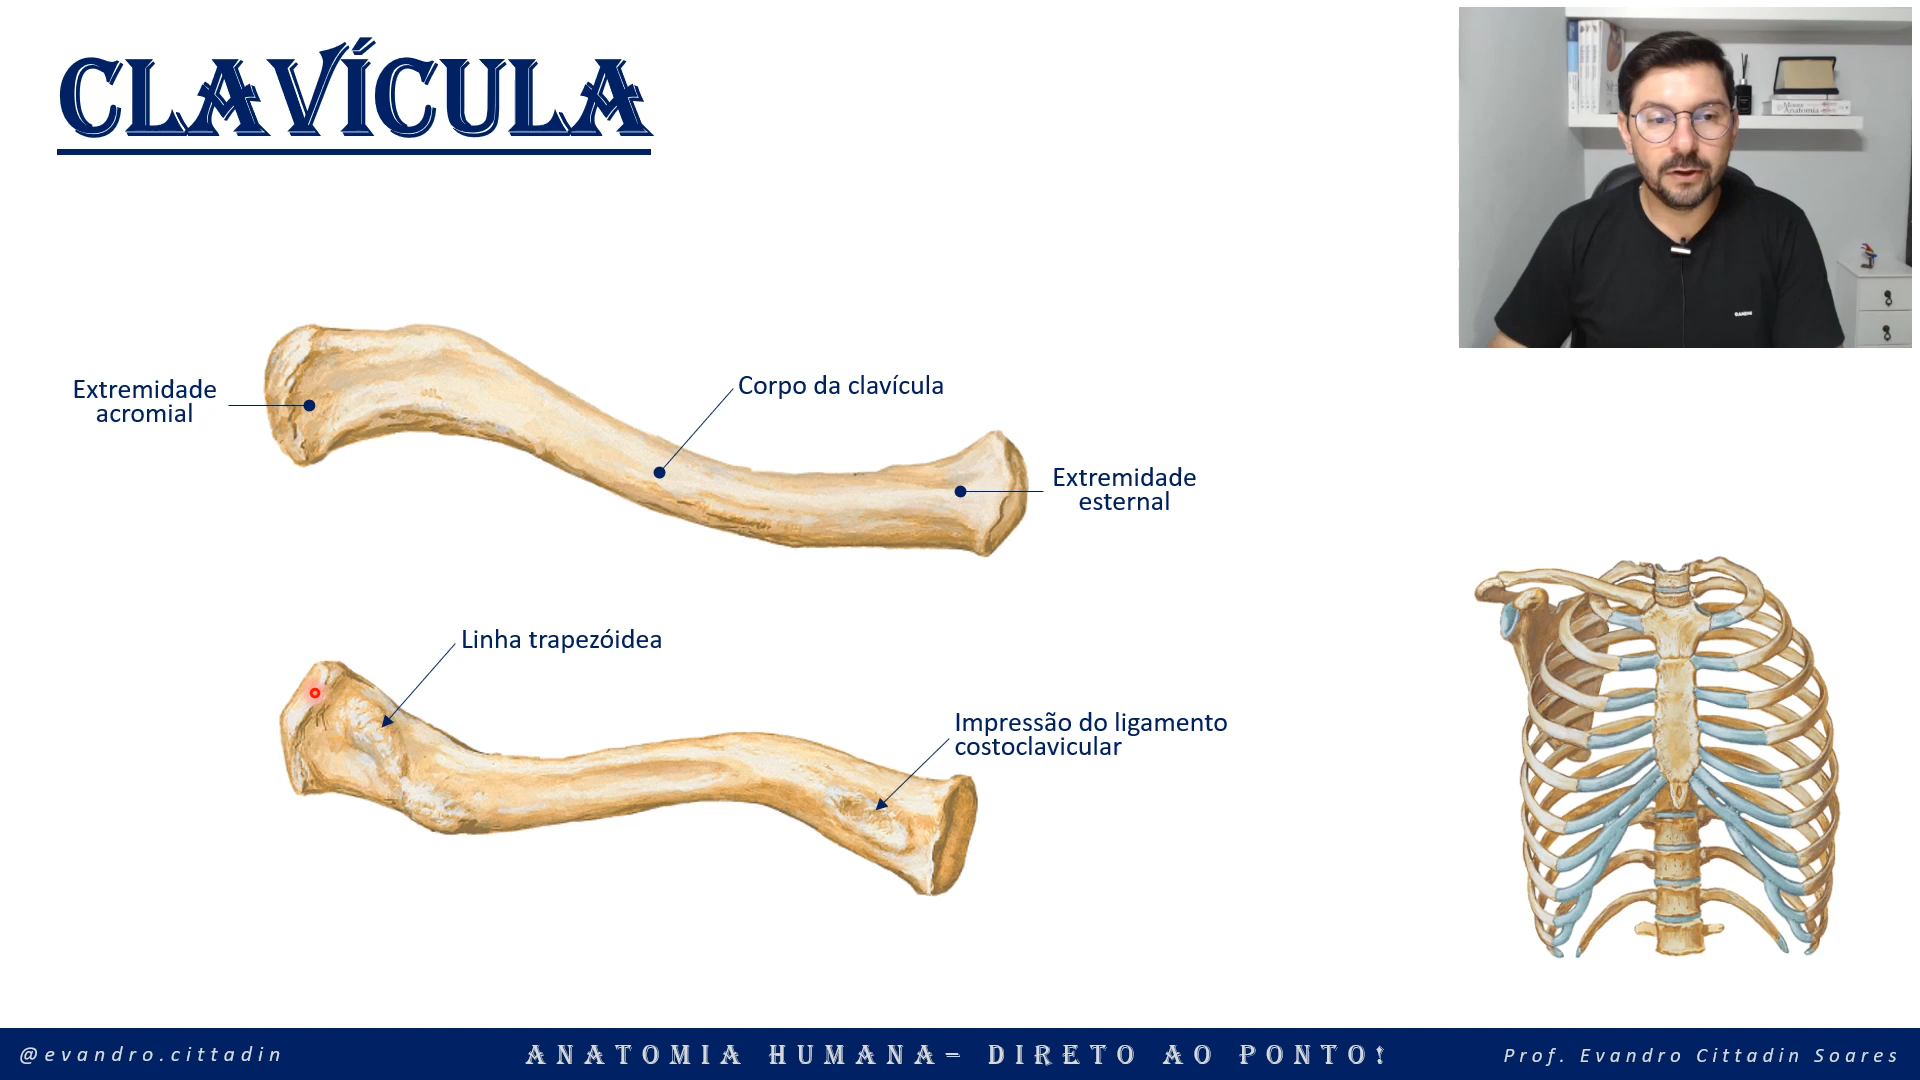 CLAVÍCULA
Extremidade
acromial
Corpo da clavícula
Extremidade
esternal
Linha trapezóidea
Impressão do ligamento
costoclavicular
@evandro.cittadin
ANATOMIA HUMANA– DIRETO AO PONTO!
Prof. Evandro Cittadin Soares